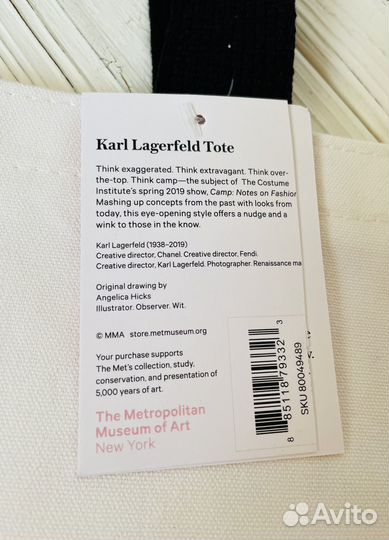 Karl Lagerfeld Tote
Think exaggerated. Think extravagant. Think over-
the-top. Think camp—the subject of The Costume
Institute's spring 2019 show, Camp: Notes on Fashion
Mashing up concepts from the past with looks from
today, this eye-opening style offers a nudge and a
wink to those in the know.
Karl Lagerfeld (1938–2019)
Creative director, Chanel. Creative director, Fendi.
Creative director, Karl Lagerfeld. Photographer. Renaissance ma
Original drawing by
Angelica Hicks
Illustrator. Observer. Wit.
© MMA store.metmuseum.org
Your purchase supports
The Met's collection, study,
conservation, and presentation of
5,000 years of art.
The Metropolitan
Museum of Art
New York
8 85118 79332 3
SKU 80049489
Avito